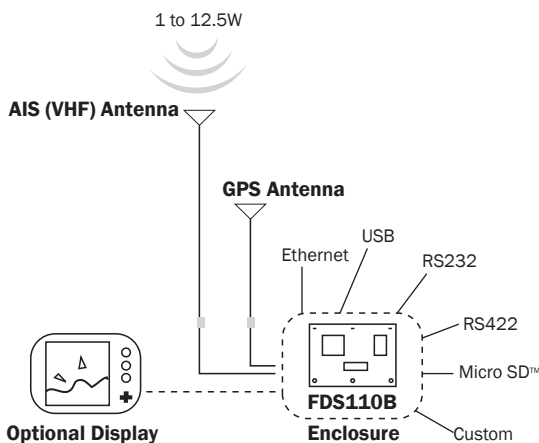 1 to 12.5W
AIS (VHF) Antenna
GPS Antenna
USB
Ethernet
RS232
RS422
Micro SD™
FDS110B
Optional Display
Enclosure
Custom